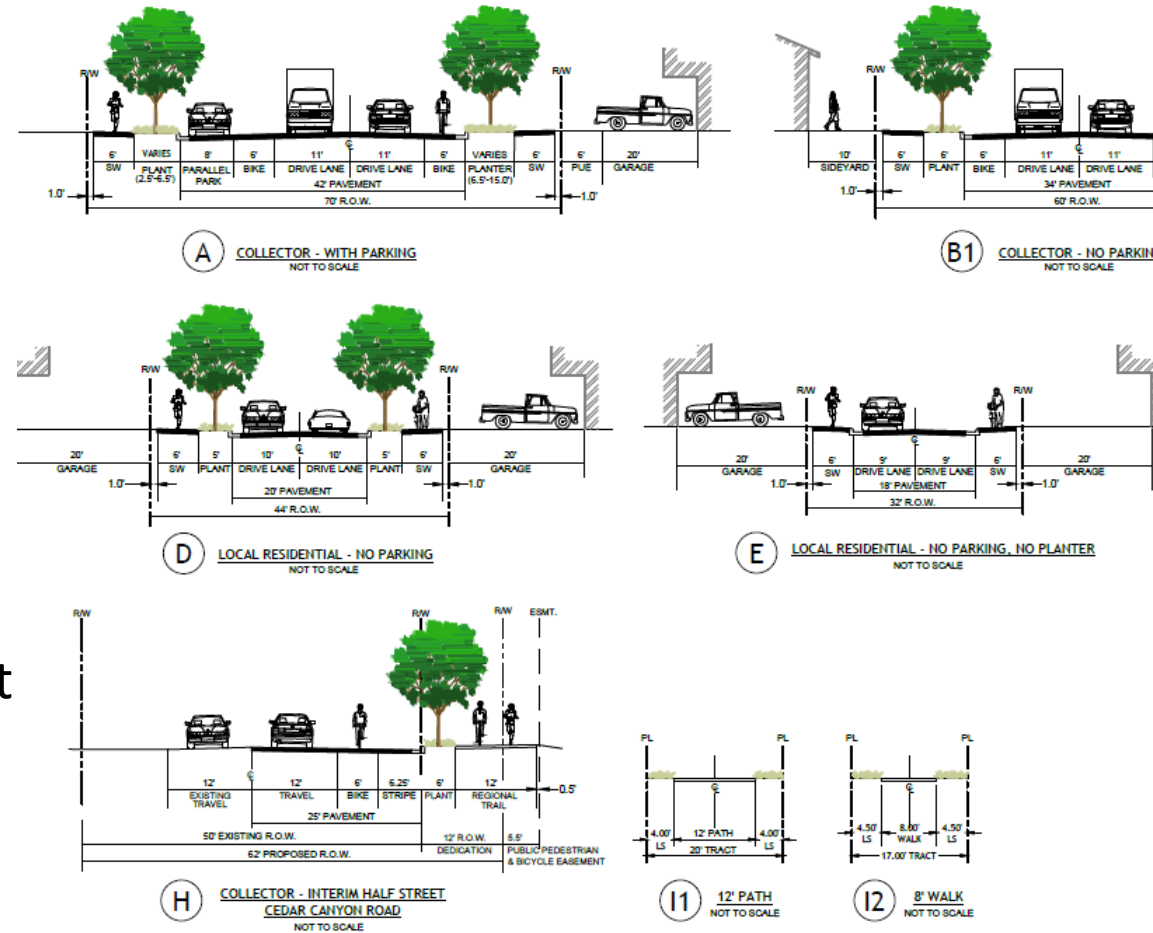 R/W
R/W
6'
SW
VARIES
PLANT
(2.5'-6.5')
8'
PARALLEL
PARK
6'
BIKE
11'
DRIVE LANE
11'
DRIVE LANE
6'
BIKE
VARIES
PLANTER
(6.5'-15.0')
6'
SW
6'
PUE
20'
GARAGE
42' PAVEMENT
1.0'
1.0'
70' R.O.W.
A
COLLECTOR - WITH PARKING
NOT TO SCALE
R/W
10'
SIDEYARD
6'
SW
6'
PLANT
6'
BIKE
11'
DRIVE LANE
11'
DRIVE LANE
34' PAVEMENT
1.0'
60' R.O.W.
B1
COLLECTOR - NO PARKIN
NOT TO SCALE
R/W
R/W
20'
GARAGE
6'
SW
5'
PLANT
10'
DRIVE LANE
10'
DRIVE LANE
5'
PLANT
6'
SW
20'
GARAGE
1.0'
1.0'
20' PAVEMENT
44' R.O.W.
D
LOCAL RESIDENTIAL - NO PARKING
NOT TO SCALE
R/W
R/W
20'
GARAGE
6'
SW
9'
DRIVE LANE
9'
DRIVE LANE
6'
SW
20'
GARAGE
1.0'
1.0'
18' PAVEMENT
32' R.O.W.
E
LOCAL RESIDENTIAL - NO PARKING, NO PLANTER
NOT TO SCALE
t
R/W
R/W
R/W
ESMT.
12'
EXISTING
TRAVEL
12'
TRAVEL
6'
BIKE
6.25'
STRIPE
6'
PLANT
12'
REGIONAL
TRAIL
0.5'
25' PAVEMENT
50' EXISTING R.O.W.
12' R.O.W.
DEDICATION
5.5'
PUBLIC PEDESTRIAN
& BICYCLE EASEMENT
62' PROPOSED R.O.W.
H
COLLECTOR - INTERIM HALF STREET
CEDAR CANYON ROAD
NOT TO SCALE
PL
PL
4.00'
LS
12' PATH
4.00'
LS
20' TRACT
I1
12' PATH
NOT TO SCALE
PL
PL
4.50'
LS
8.00'
WALK
4.50'
LS
17.00' TRACT
I2
8' WALK
NOT TO SCALE